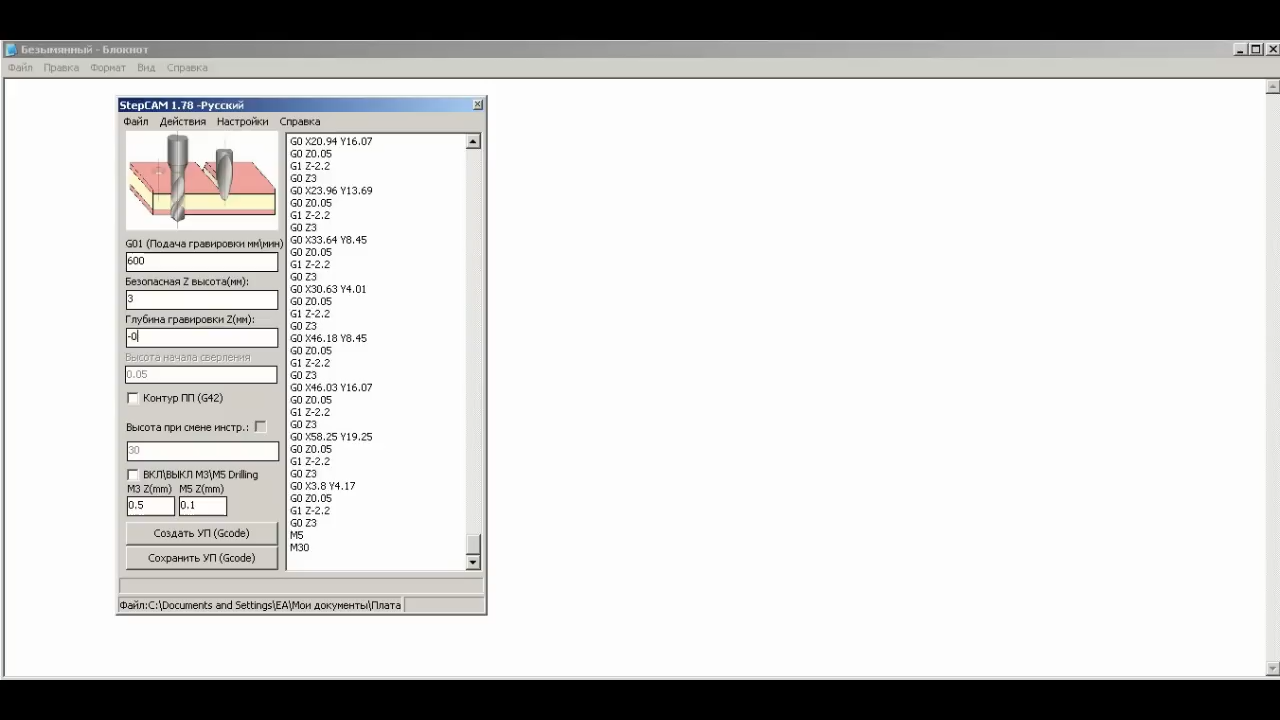 Безымянный - Блокнот
Файл Правка Формат Вид Справка
StepCAM 1.78 -Русский
Файл Действия Настройки Справка
G01 (Подача гравировки мм\мин)
600
Безопасная Z высота(мм):
3
Глубина гравировки Z(мм):
-0
Высота начала сверления
0.05
Контур ПП (G42)
Высота при смене инстр.:
30
ВКЛ\ВЫКЛ M3\M5 Drilling
M3 Z(mm) M5 Z(mm)
0.5 0.1
Создать УП (Gcode)
Сохранить УП (Gcode)
G0 X20.94 Y16.07
G0 Z0.05
G1 Z-2.2
G0 Z3
G0 X23.96 Y13.69
G0 Z0.05
G1 Z-2.2
G0 Z3
G0 X33.64 Y8.45
G0 Z0.05
G1 Z-2.2
G0 Z3
G0 X30.63 Y4.01
G0 Z0.05
G1 Z-2.2
G0 Z3
G0 X46.18 Y8.45
G0 Z0.05
G1 Z-2.2
G0 Z3
G0 X46.03 Y16.07
G0 Z0.05
G1 Z-2.2
G0 Z3
G0 X58.25 Y19.25
G0 Z0.05
G1 Z-2.2
G0 Z3
G0 X3.8 Y4.17
G0 Z0.05
G1 Z-2.2
G0 Z3
M5
M30
Файл:C:\Documents and Settings\EA\Мои документы\Плата